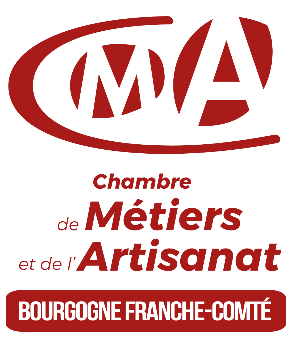 CMA
Chambre
de Métiers
et de l'Artisanat
BOURGOGNE FRANCHE-COMTÉ